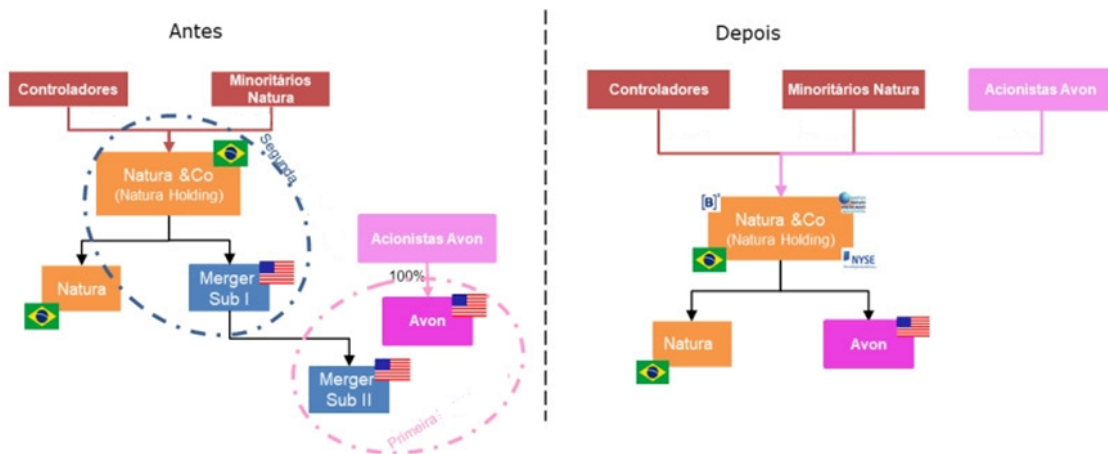 Antes
Controladores
Minoritários
Natura
Segunda
Natura &Co
(Natura Holding)
Natura
Merger
Sub I
Acionistas Avon
100%
Avon
Merger
Sub II
Primeira
Depois
Controladores
Minoritários Natura
Acionistas Avon
[B]³
Natura &Co
(Natura Holding)
NYSE
Natura
Avon